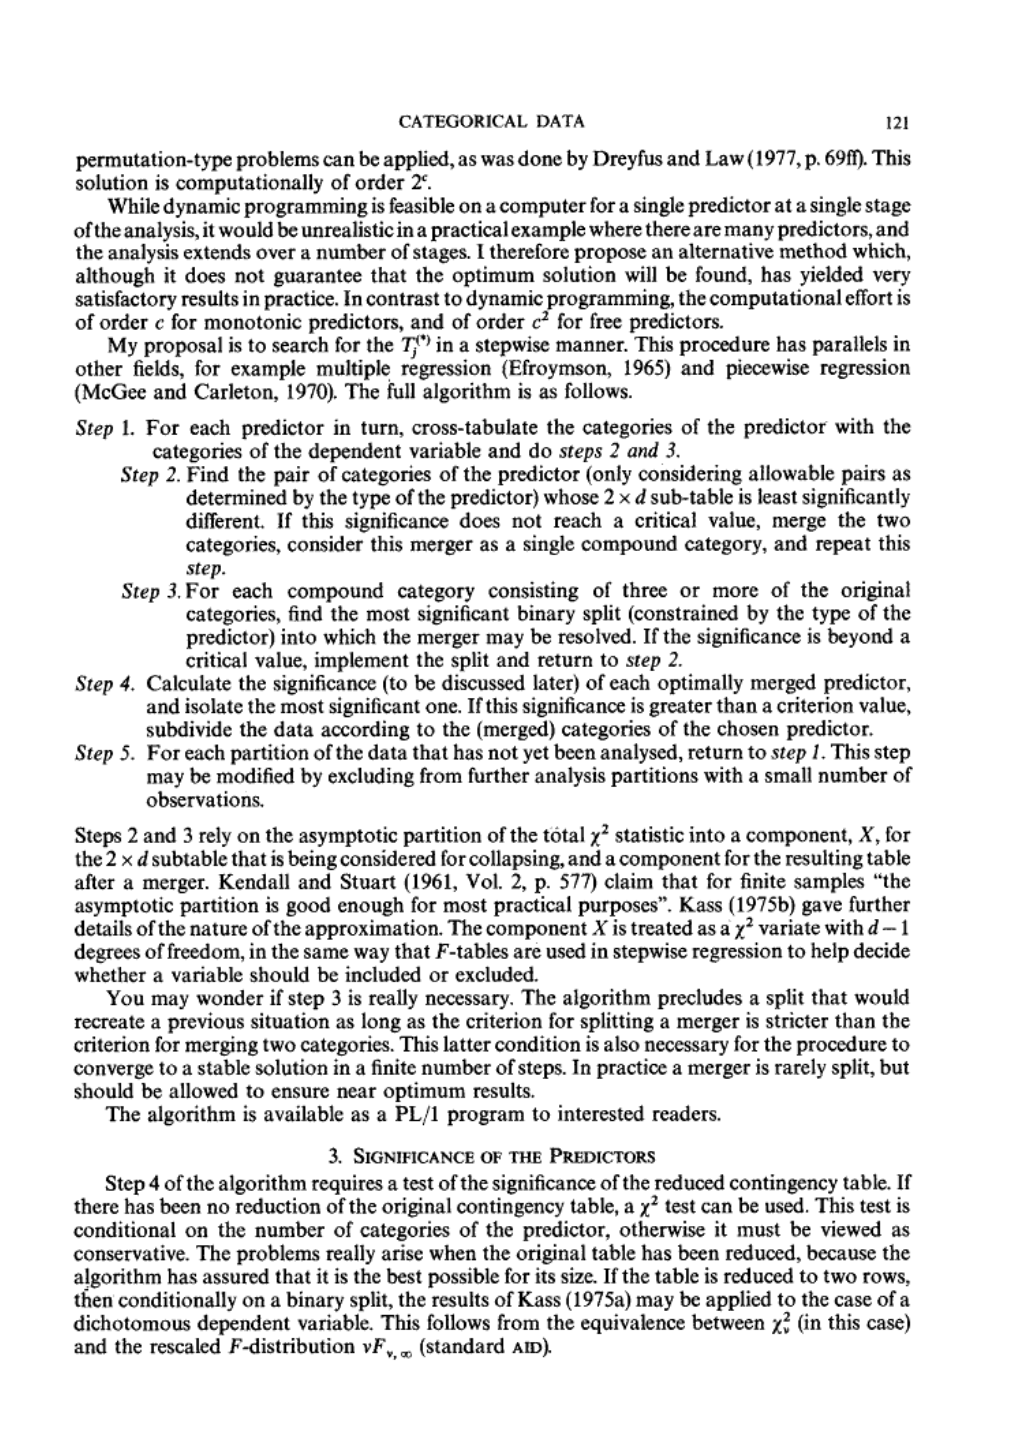 CATEGORICAL DATA 121
permutation-type problems can be applied, as was done by Dreyfus and Law (1977, p. 69ff). This
solution is computationally of order 2ᶜ.
While dynamic programming is feasible on a computer for a single predictor at a single stage
of the analysis, it would be unrealistic in a practical example where there are many predictors, and
the analysis extends over a number of stages. I therefore propose an alternative method which,
although it does not guarantee that the optimum solution will be found, has yielded very
satisfactory results in practice. In contrast to dynamic programming, the computational effort is
of order c for monotonic predictors, and of order c² for free predictors.
My proposal is to search for the Tⱼ⁽*⁾ in a stepwise manner. This procedure has parallels in
other fields, for example multiple regression (Efroymson, 1965) and piecewise regression
(McGee and Carleton, 1970). The full algorithm is as follows.
Step 1. For each predictor in turn, cross-tabulate the categories of the predictor with the
categories of the dependent variable and do steps 2 and 3.
Step 2. Find the pair of categories of the predictor (only considering allowable pairs as
determined by the type of the predictor) whose 2 × d sub-table is least significantly
different. If this significance does not reach a critical value, merge the two
categories, consider this merger as a single compound category, and repeat this
step.
Step 3. For each compound category consisting of three or more of the original
categories, find the most significant binary split (constrained by the type of the
predictor) into which the merger may be resolved. If the significance is beyond a
critical value, implement the split and return to step 2.
Step 4. Calculate the significance (to be discussed later) of each optimally merged predictor,
and isolate the most significant one. If this significance is greater than a criterion value,
subdivide the data according to the (merged) categories of the chosen predictor.
Step 5. For each partition of the data that has not yet been analysed, return to step 1. This step
may be modified by excluding from further analysis partitions with a small number of
observations.
Steps 2 and 3 rely on the asymptotic partition of the total χ² statistic into a component, X, for
the 2 × d subtable that is being considered for collapsing, and a component for the resulting table
after a merger. Kendall and Stuart (1961, Vol. 2, p. 577) claim that for finite samples "the
asymptotic partition is good enough for most practical purposes". Kass (1975b) gave further
details of the nature of the approximation. The component X is treated as a χ² variate with d − 1
degrees of freedom, in the same way that F-tables are used in stepwise regression to help decide
whether a variable should be included or excluded.
You may wonder if step 3 is really necessary. The algorithm precludes a split that would
recreate a previous situation as long as the criterion for splitting a merger is stricter than the
criterion for merging two categories. This latter condition is also necessary for the procedure to
converge to a stable solution in a finite number of steps. In practice a merger is rarely split, but
should be allowed to ensure near optimum results.
The algorithm is available as a PL/1 program to interested readers.
3. SIGNIFICANCE OF THE PREDICTORS
Step 4 of the algorithm requires a test of the significance of the reduced contingency table. If
there has been no reduction of the original contingency table, a χ² test can be used. This test is
conditional on the number of categories of the predictor, otherwise it must be viewed as
conservative. The problems really arise when the original table has been reduced, because the
algorithm has assured that it is the best possible for its size. If the table is reduced to two rows,
then conditionally on a binary split, the results of Kass (1975a) may be applied to the case of a
dichotomous dependent variable. This follows from the equivalence between χ²ᵥ (in this case)
and the rescaled F-distribution νF_{ν, ∞} (standard AID).